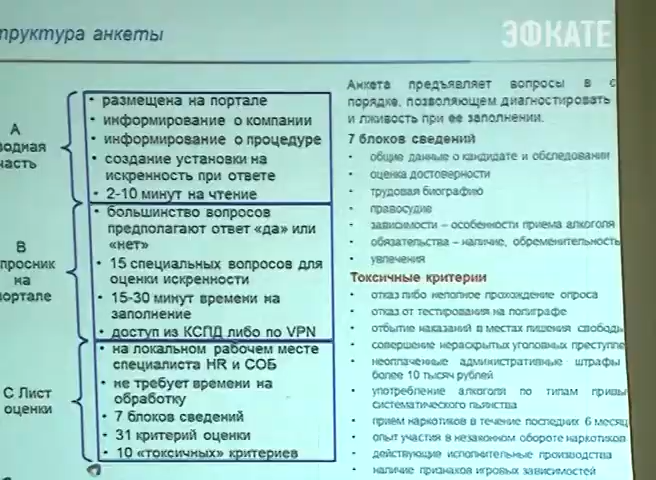 труктура анкеты
ЭФКАТЕ
А
водная
часть
• размещена на портале
• информирование о компании
• информирование о процедуре
• создание установки на
искренность при ответе
• 2-10 минут на чтение
В
просник
на
портале
• большинство вопросов
предполагают ответ «да» или
«нет»
• 15 специальных вопросов для
оценки искренности
• 15-30 минут времени на
заполнение
• доступ из КСПД либо по VPN
С Лист
оценки
• на локальном рабочем месте
специалиста HR и СОБ
• не требует времени на
обработку
• 7 блоков сведений
• 31 критерий оценки
• 10 «токсичных» критериев
Анкета предъявляет вопросы в с
порядке, позволяющем диагностировать
и лживость при ее заполнении.
7 блоков сведений
• общие данные о кандидате и обследовании
• оценка достоверности
• трудовая биографию
• правосудие
• зависимости – особенности приема алкоголя
• обязательства – наличие, обременительность
• увлечения
Токсичные критерии
• отказ либо неполное прохождение опроса
• отказ от тестирования на полиграфе
• отбытие наказаний в местах лишения свободы
• совершение нераскрытых уголовных преступле
• неоплаченные административные штрафы
более 10 тысяч рублей
• употребление алкоголя по типам привы
систематического пьянства
• прием наркотиков в течение последних 6 месяц
• опыт участия в незаконном обороте наркотиков
• действующие исполнительные производства
• наличие признаков игровых зависимостей